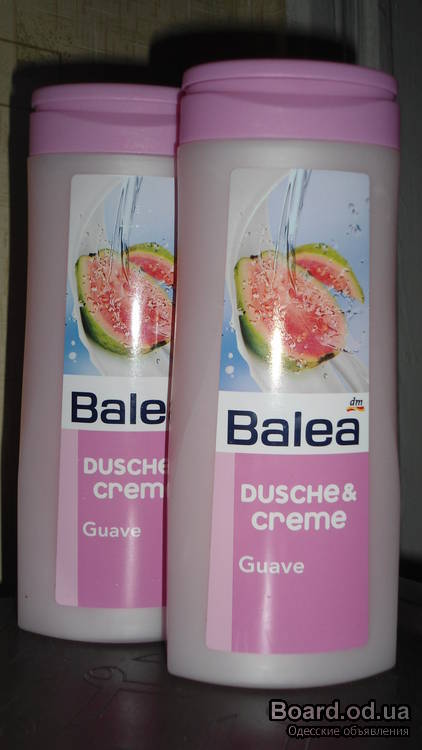 Balea
DUSCHE
creme
Guave
dm
Balea
DUSCHE&
creme
Guave
Board.od.ua
Одесские объявления